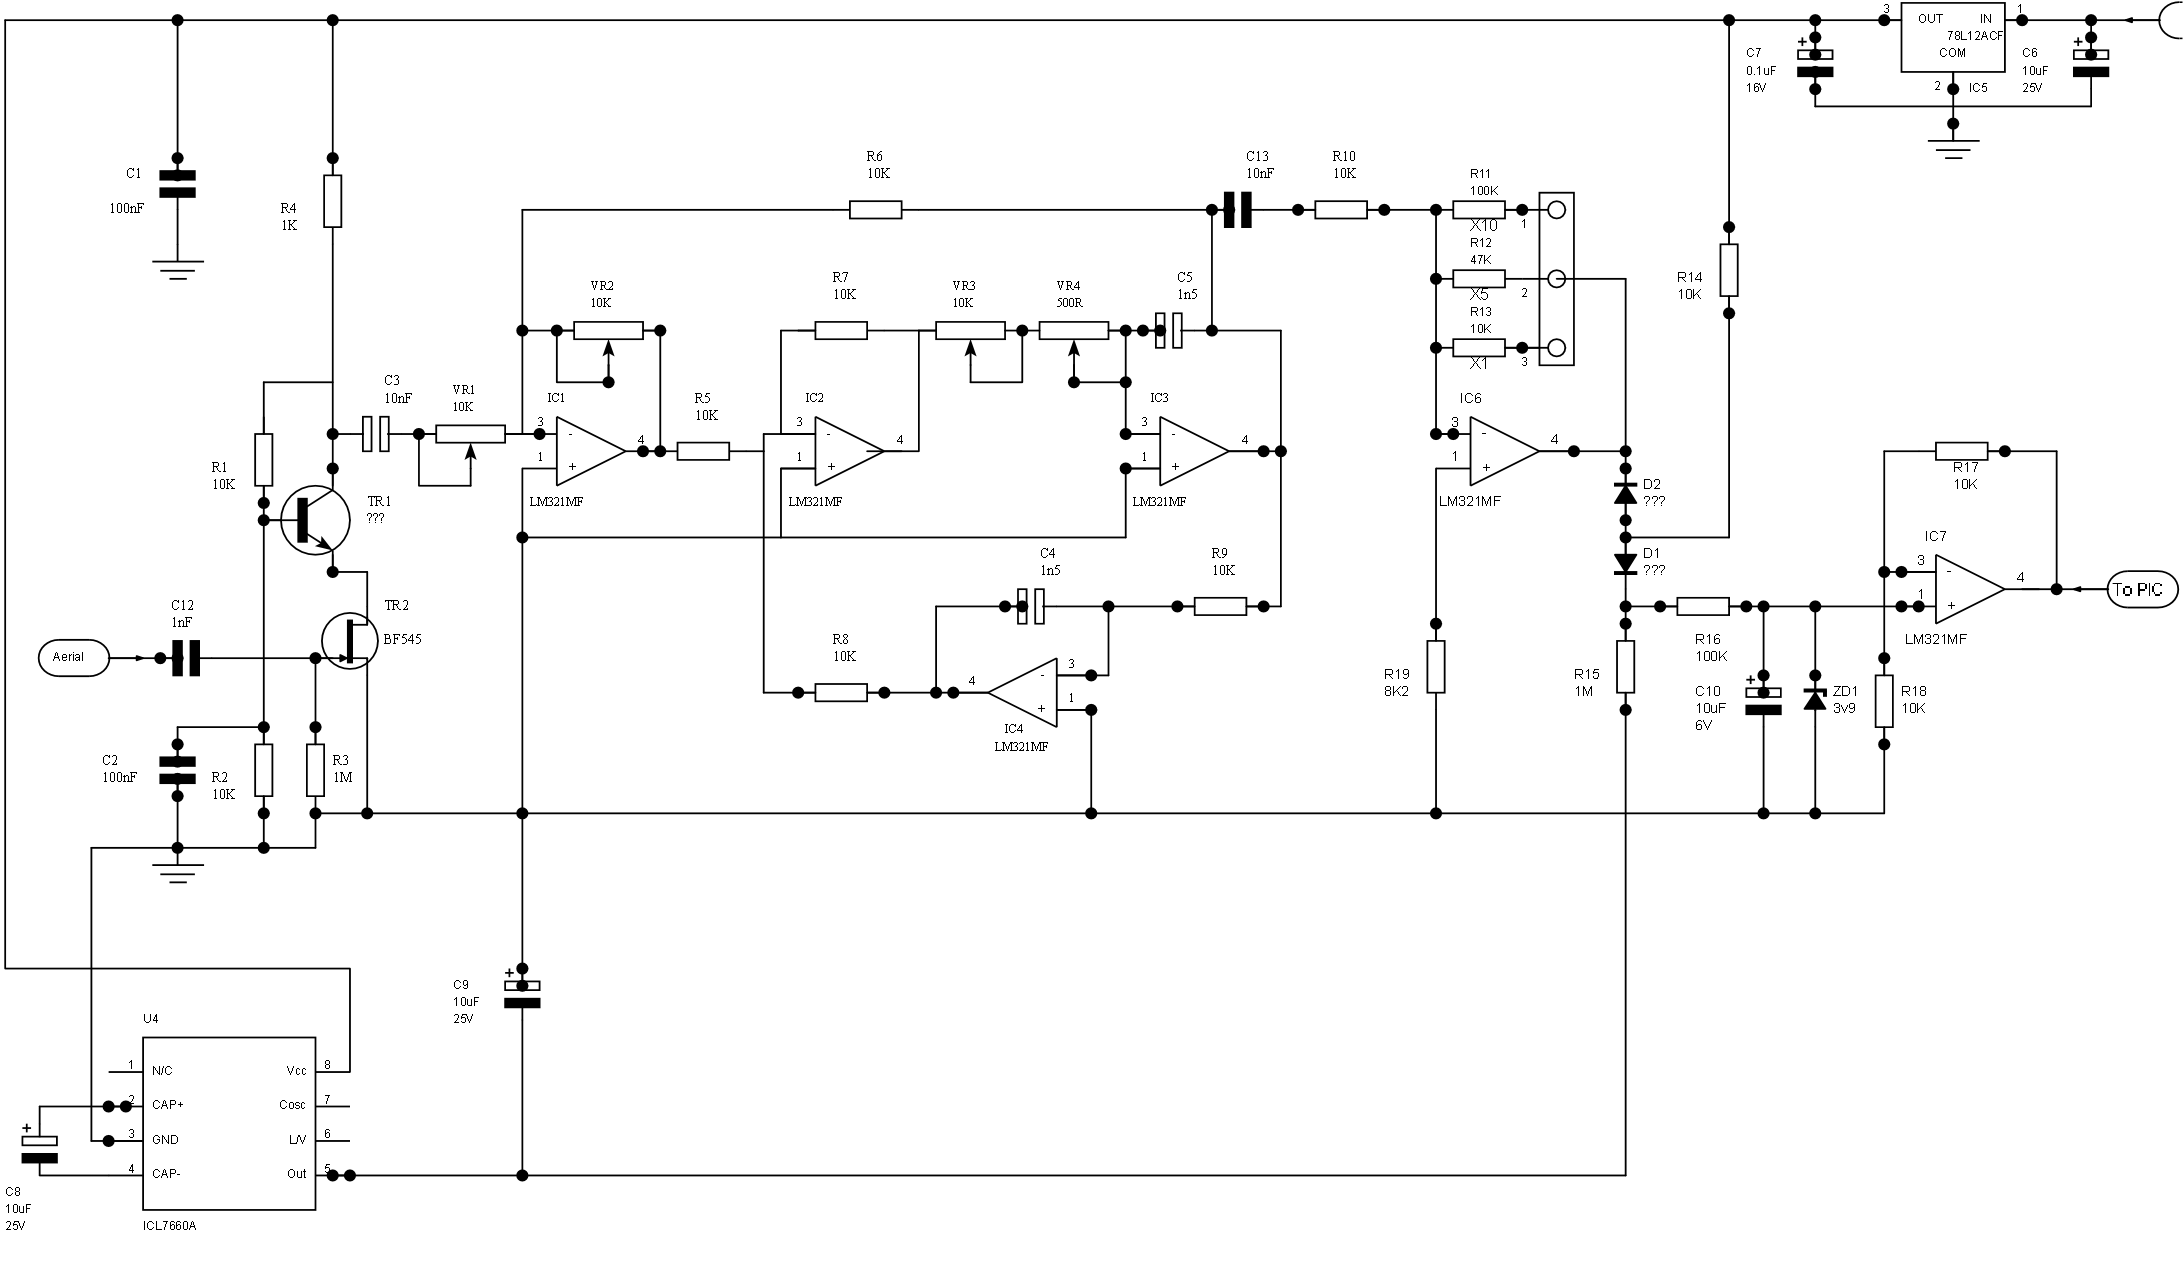 3
OUT
IN
1
78L12ACF
COM
2
IC5
C7
0.1uF
16V
+
C6
10uF
25V
+
C1
100nF
R4
1K
R6
10K
C13
10nF
R10
10K
R11
100K
X10
1
R12
47K
X5
2
R13
10K
X1
3
R14
10K
VR2
10K
R7
10K
VR3
10K
VR4
500R
C5
1n5
C3
10nF
VR1
10K
IC1
3
-
1
+
4
LM321MF
R5
10K
IC2
3
-
1
+
4
LM321MF
IC3
3
-
1
+
4
LM321MF
IC6
3
-
1
+
4
LM321MF
R1
10K
TR1
???
D2
???
D1
???
R17
10K
IC7
3
-
1
+
4
LM321MF
To PIC
C12
1nF
TR2
BF545
Aerial
C4
1n5
R9
10K
R8
10K
4
3
-
1
+
IC4
LM321MF
R19
8K2
R15
1M
R16
100K
C10
10uF
6V
+
ZD1
3v9
R18
10K
C2
100nF
R2
10K
R3
1M
C9
10uF
25V
+
U4
1
N/C
Vcc
8
2
CAP+
Cosc
7
3
GND
L/V
6
4
CAP-
Out
5
ICL7660A
+
C8
10uF
25V